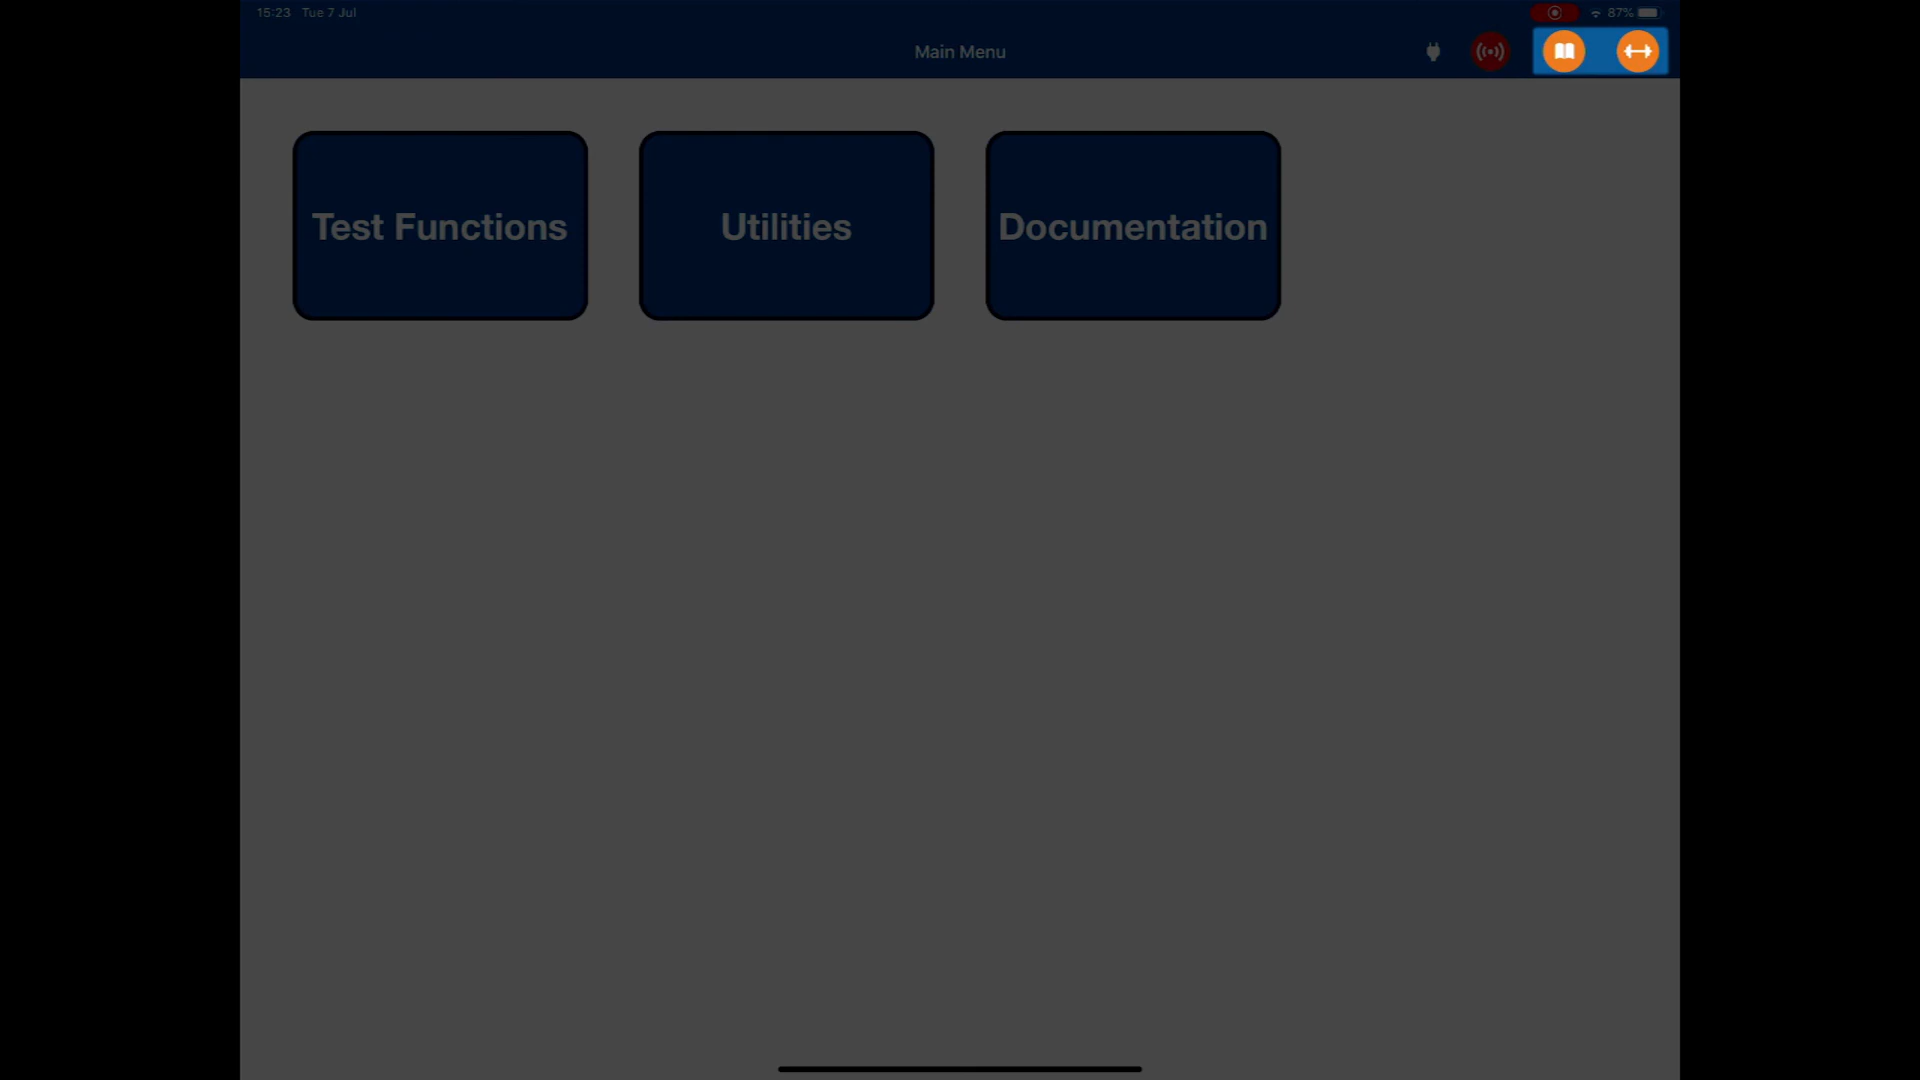 15:23 Tue 7 Jul
87%
Main Menu
Test Functions
Utilities
Documentation